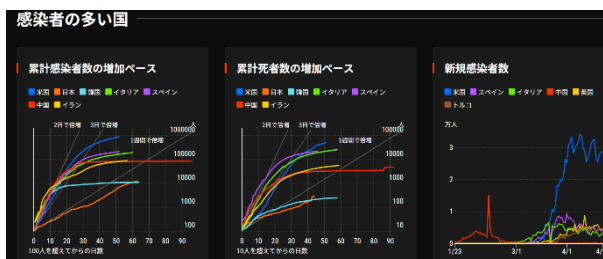 感染者の多い国
累計感染者数の増加ペース
米国 日本 韓国 イタリア スペイン
中国 イラン
2日で倍増 3日で倍増
人
1000000
1週間で倍増
100000
10000
1000
100
0 10 20 30 40 50 60 70 80 90
100人を超えてからの日数
累計死者数の増加ペース
米国 日本 韓国 イタリア スペイン
中国 イラン
2日で倍増 3日で倍増
人
100000
1週間で倍増
10000
1000
100
10
0 10 20 30 40 50 60 70 80 90
10人を超えてからの日数
新規感染者数
米国 スペイン イタリア 中国 英国
トルコ
万人
3
2
1
0
1/23 3/1 4/1